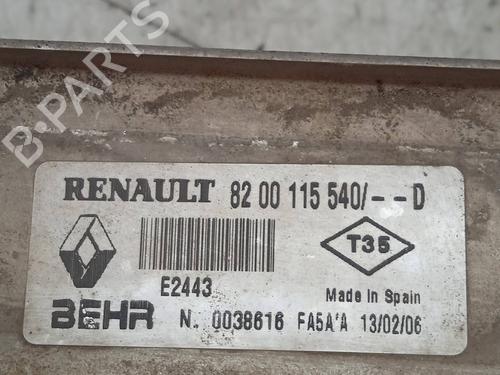 B-PARTS
RENAULT 82 00 115 540/--D
T35
E2443
Made in Spain
BEHR N. 0038616 FA5A'A 13/02/06